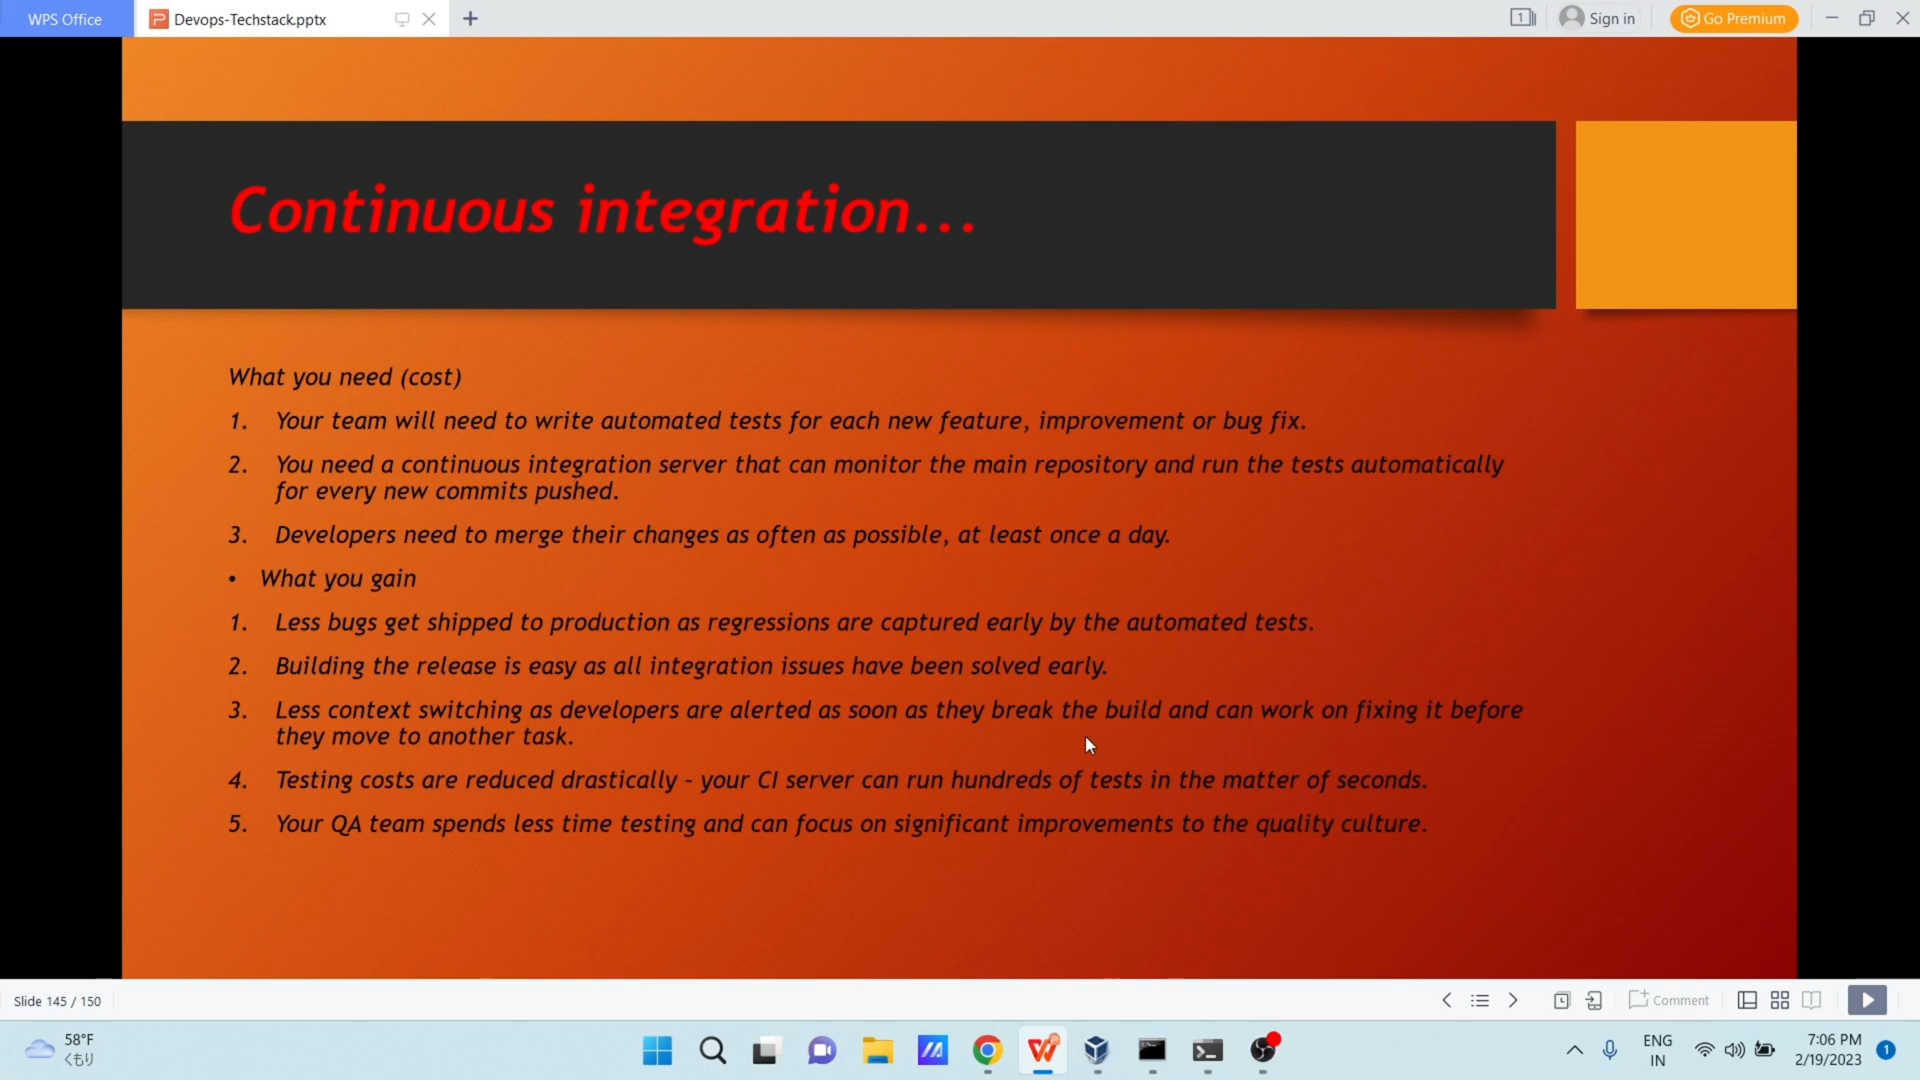 WPS Office
Devops-Techstack.pptx
1
Sign in
Go Premium
Continuous integration...
What you need (cost)
1. Your team will need to write automated tests for each new feature, improvement or bug fix.
2. You need a continuous integration server that can monitor the main repository and run the tests automatically
for every new commits pushed.
3. Developers need to merge their changes as often as possible, at least once a day.
• What you gain
1. Less bugs get shipped to production as regressions are captured early by the automated tests.
2. Building the release is easy as all integration issues have been solved early.
3. Less context switching as developers are alerted as soon as they break the build and can work on fixing it before
they move to another task.
4. Testing costs are reduced drastically – your CI server can run hundreds of tests in the matter of seconds.
5. Your QA team spends less time testing and can focus on significant improvements to the quality culture.
Slide 145 / 150
Comment
58°F
くもり
ENG
IN
7:06 PM
2/19/2023
1